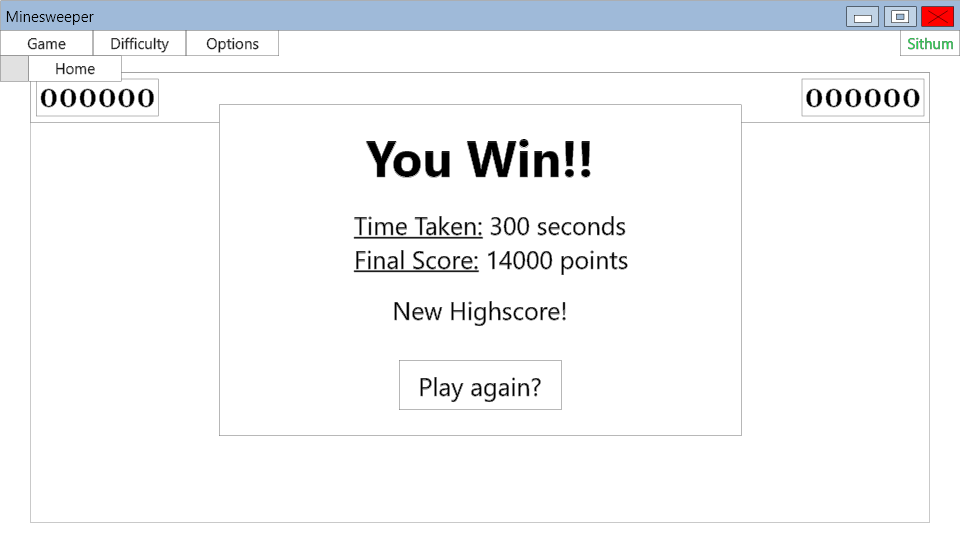 Minesweeper
Game Difficulty Options Sithum
Home
000000 000000
You Win!!
Time Taken: 300 seconds
Final Score: 14000 points
New Highscore!
Play again?